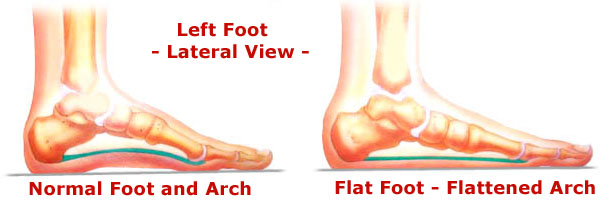 Left Foot
- Lateral View -
Normal Foot and Arch
Flat Foot - Flattened Arch